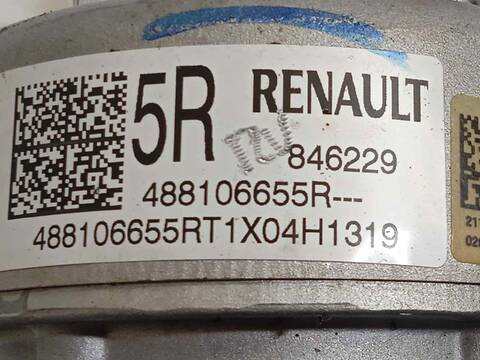 5R RENAULT
846229
488106655R---
488106655RT1X04H1319